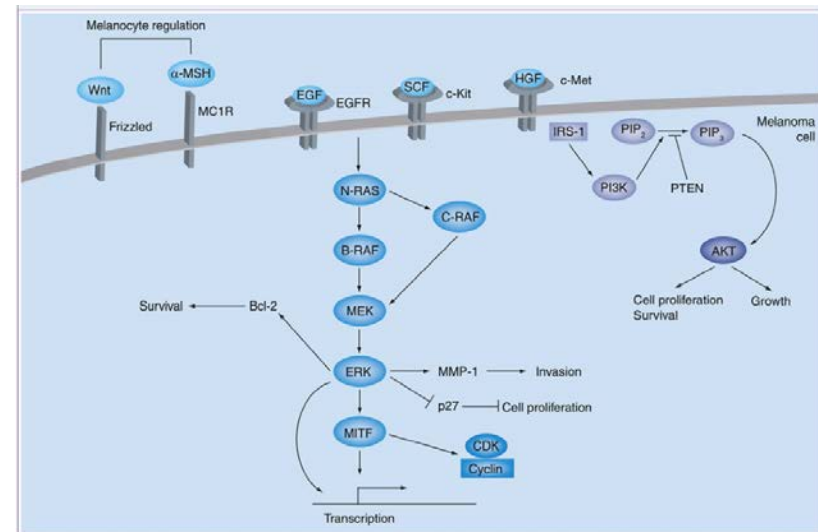 Melanocyte regulation
Wnt
α-MSH
Frizzled
MC1R
EGF
EGFR
SCF
c-Kit
HGF
c-Met
Melanoma
cell
IRS-1
PIP2
PIP3
PI3K
PTEN
N-RAS
C-RAF
B-RAF
AKT
MEK
Cell proliferation
Survival
Growth
Survival
Bcl-2
ERK
MMP-1
Invasion
p27
Cell proliferation
MITF
CDK
Cyclin
Transcription